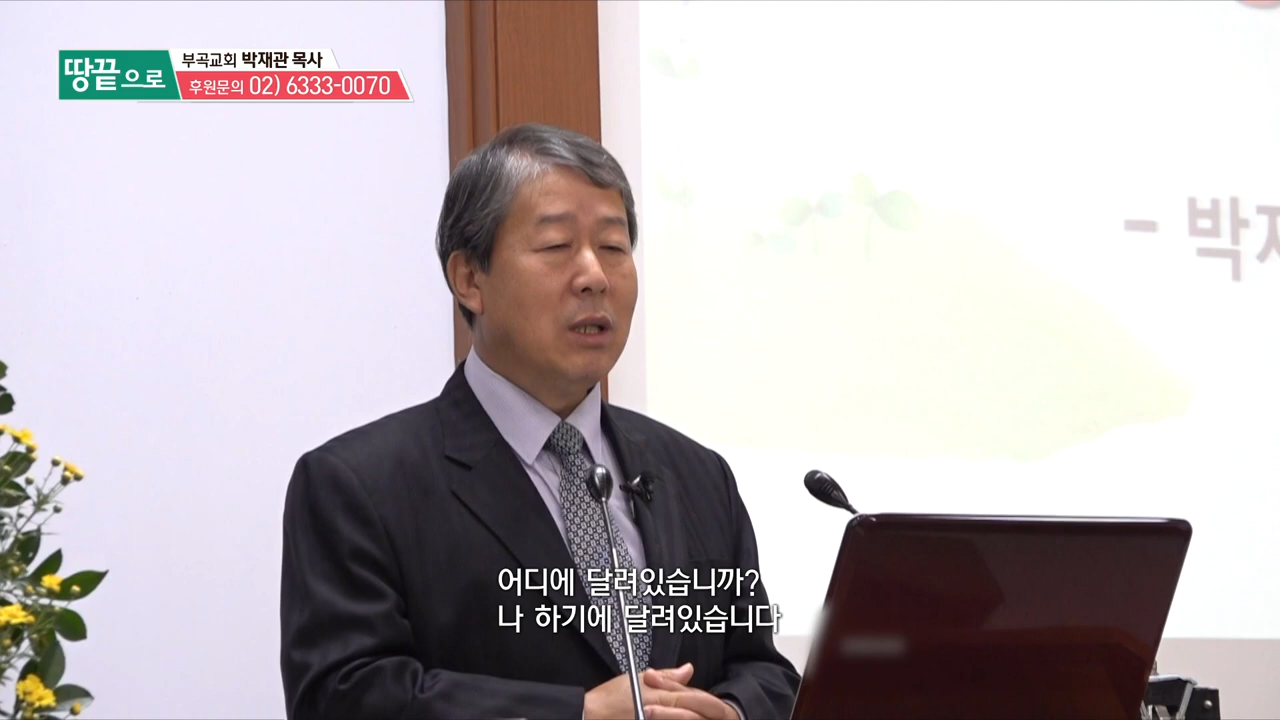 땅끝으로
부곡교회 박재관 목사
후원문의 02) 6333-0070
- 박재
어디에 달려있습니까?
나 하기에 달려있습니다